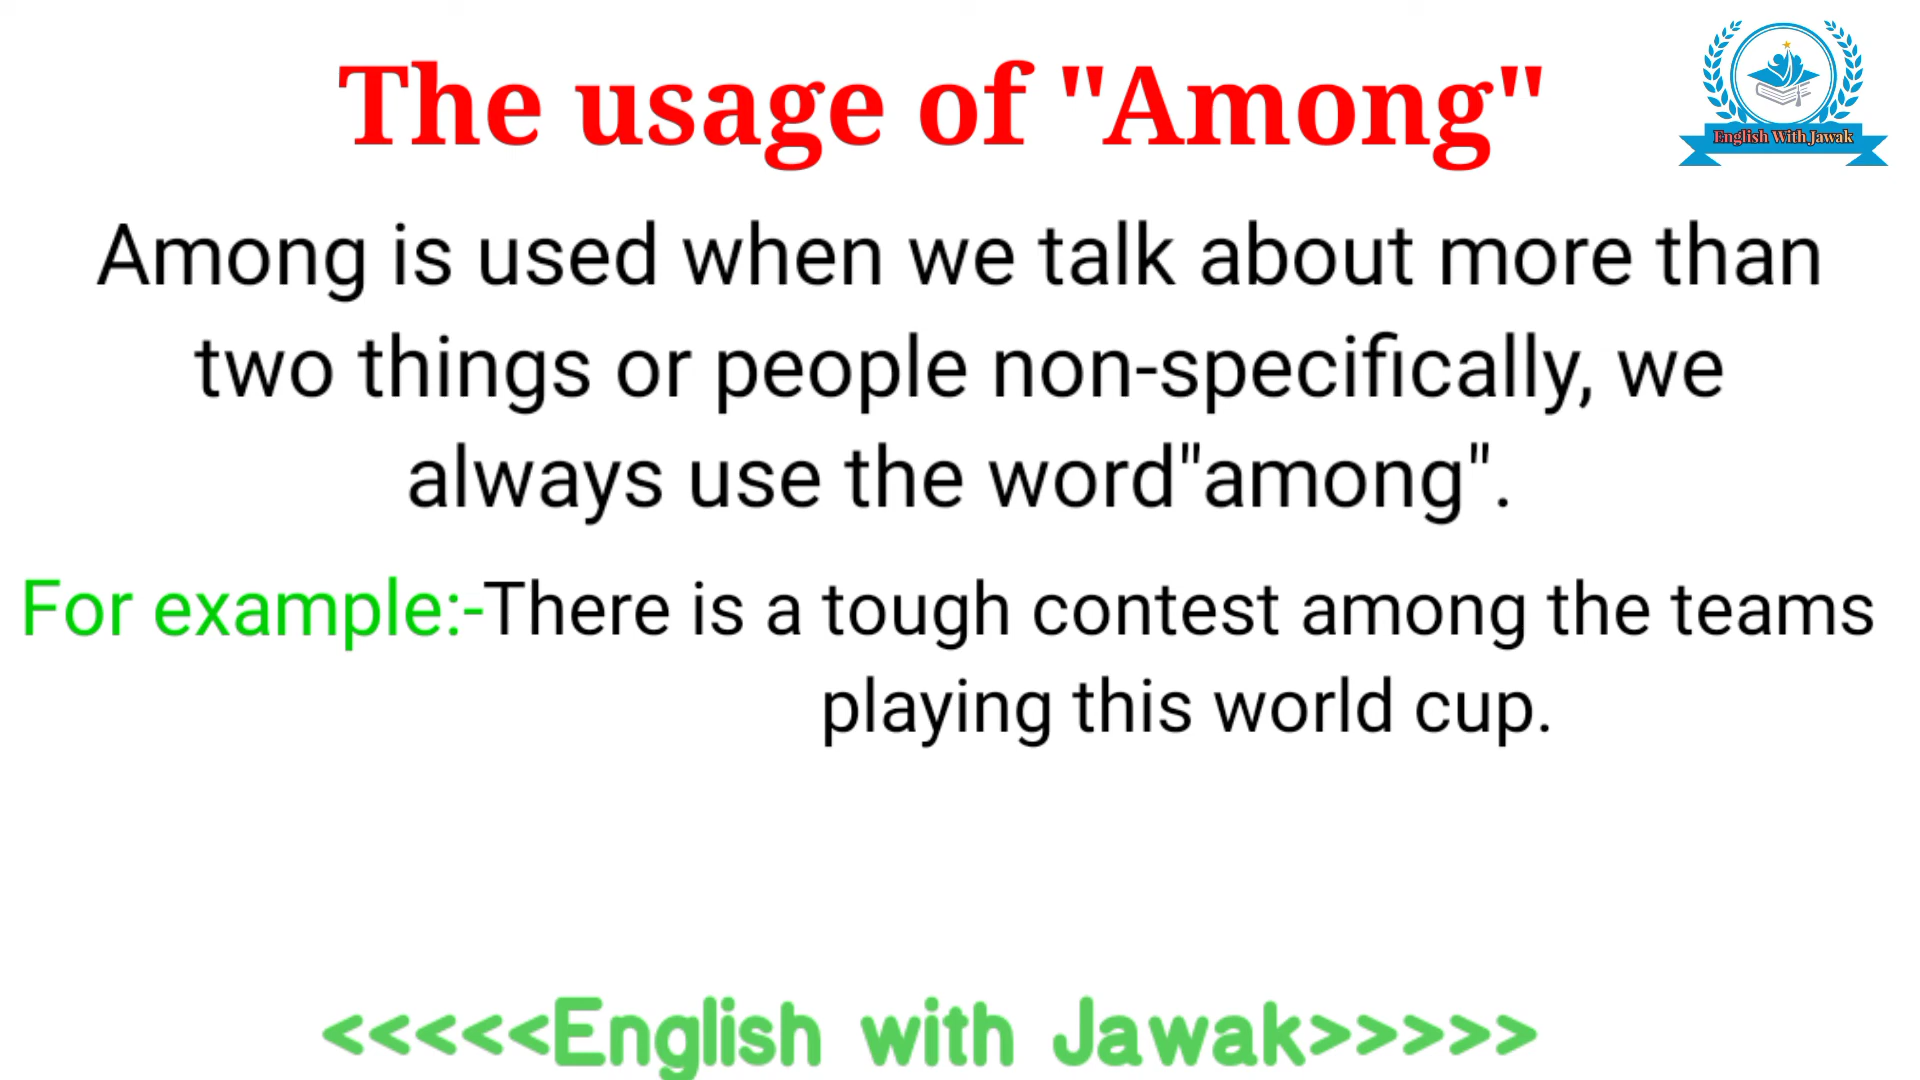 The usage of "Among"
English With Jawak
Among is used when we talk about more than
two things or people non-specifically, we
always use the word"among".
For example:-There is a tough contest among the teams
playing this world cup.
<<<<<English with Jawak>>>>>